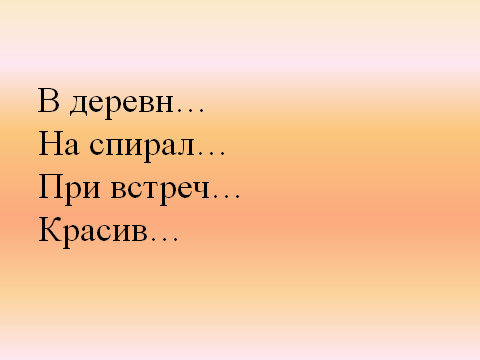 В деревн…
На спирал…
При встреч…
Красив…